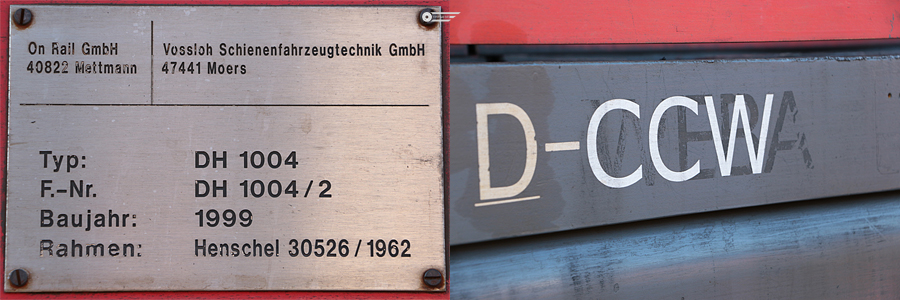 On Rail GmbH
40822 Mettmann
Vossloh Schienenfahrzeugtechnik GmbH
47441 Moers
Typ: DH 1004
F.-Nr. DH 1004/2
Baujahr: 1999
Rahmen: Henschel 30526/1962
D-CCW